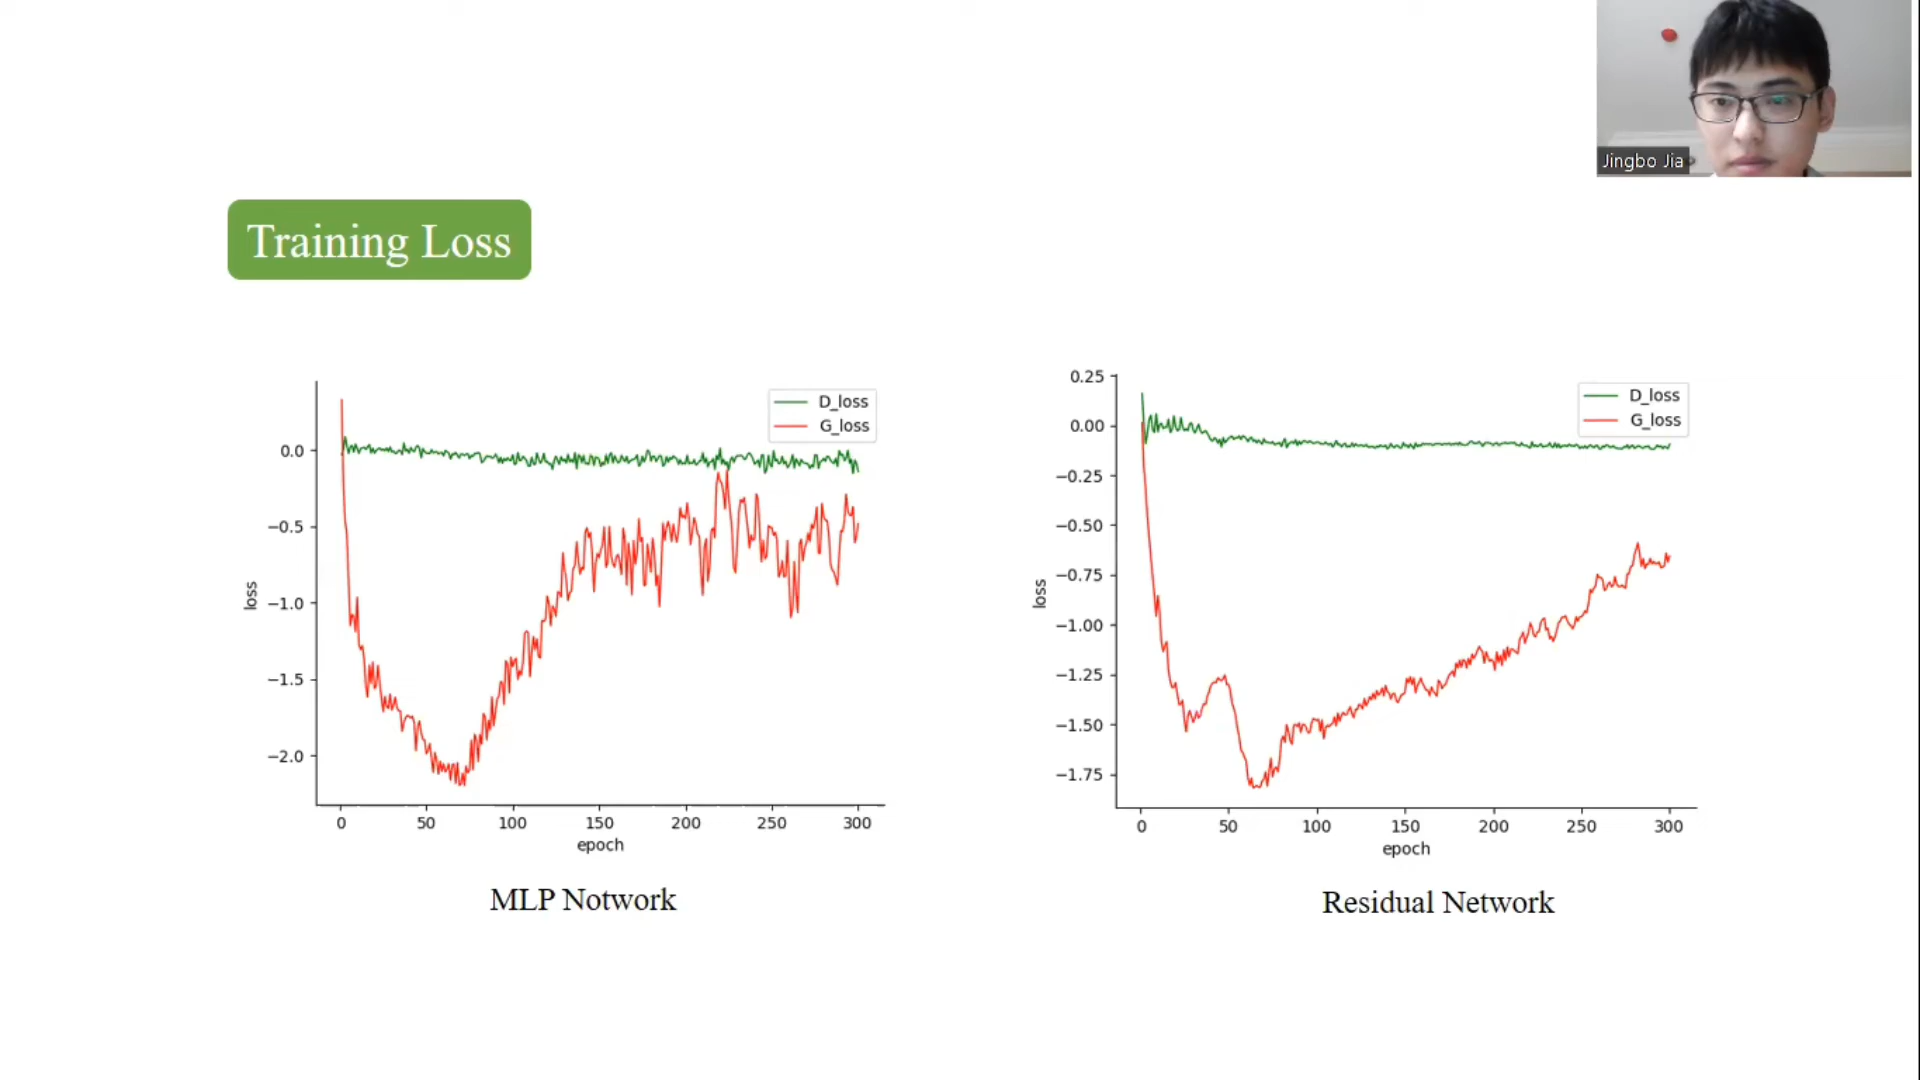 Jingbo Jia
Training Loss
D_loss
G_loss
0.0
−0.5
−1.0
−1.5
−2.0
loss
0 50 100 150 200 250 300
epoch
MLP Notwork
D_loss
G_loss
0.25
0.00
−0.25
−0.50
−0.75
−1.00
−1.25
−1.50
−1.75
loss
0 50 100 150 200 250 300
epoch
Residual Network